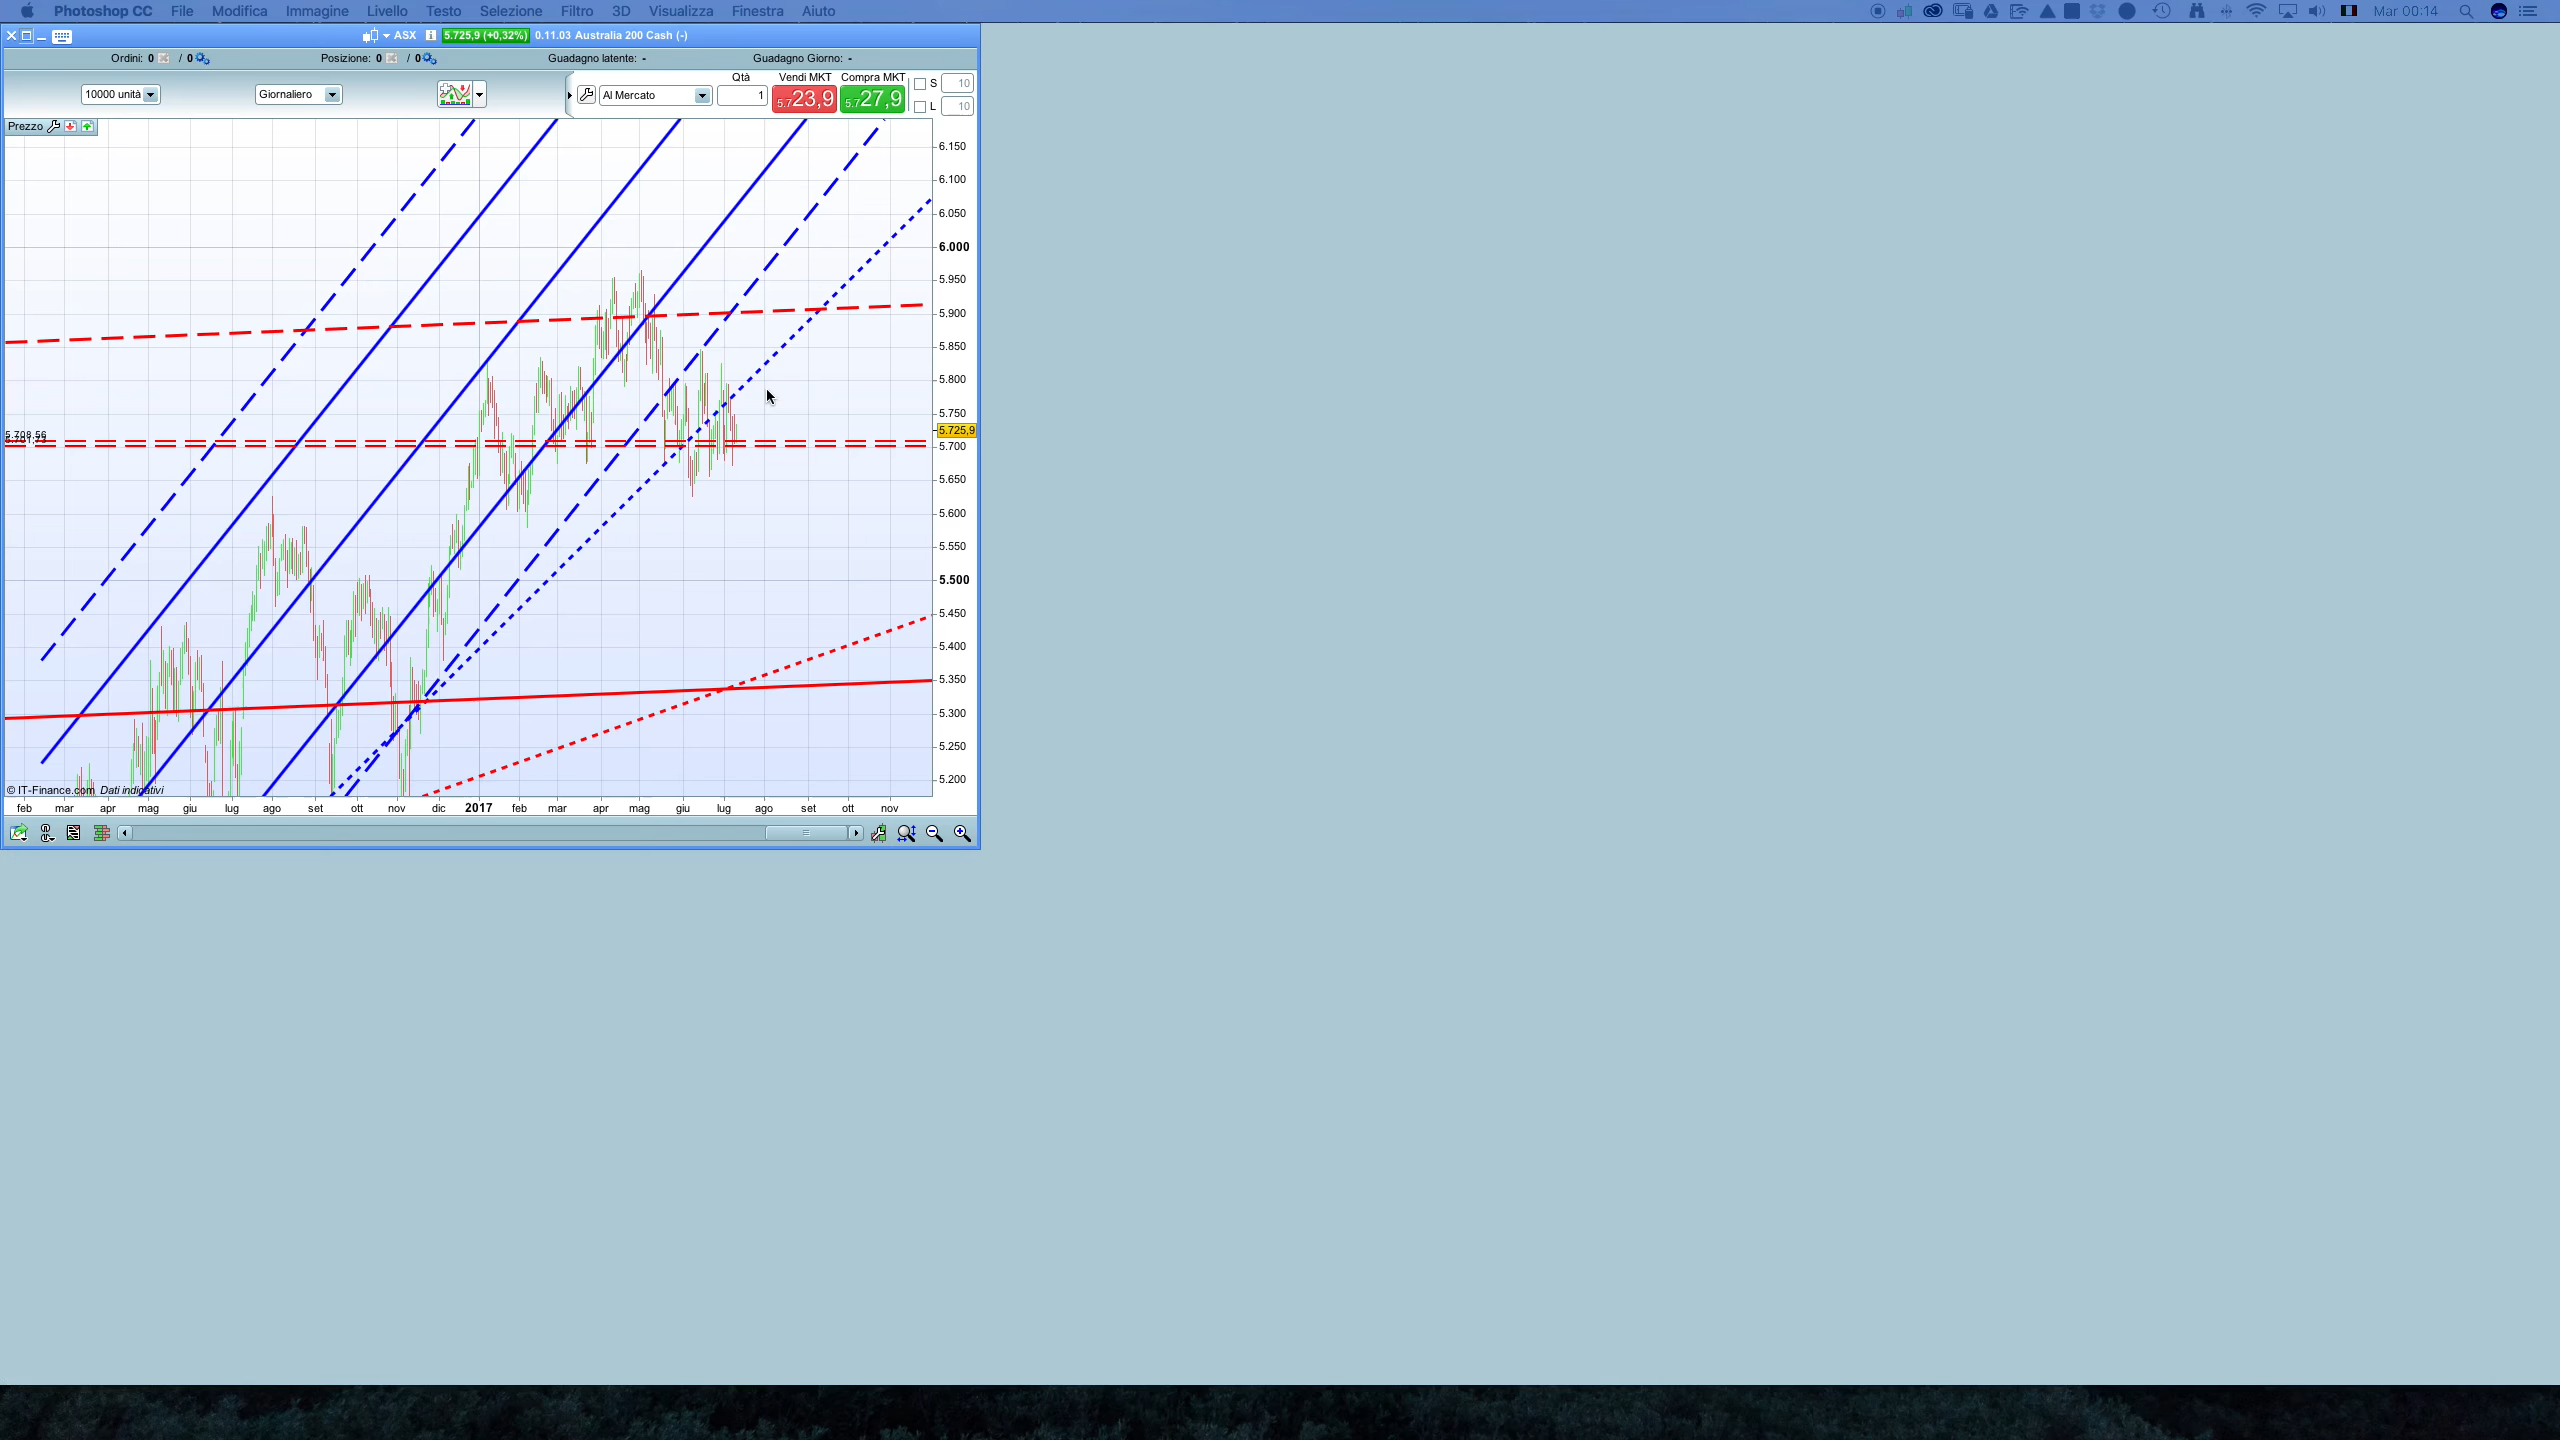 Photoshop CC File Modifica Immagine Livello Testo Selezione Filtro 3D Visualizza Finestra Aiuto Mar 00:14
ASX 5.725,9 (+0,32%) 0.11.03 Australia 200 Cash (-)
Ordini: 0 / 0 Posizione: 0 / 0 Guadagno latente: - Guadagno Giorno: -
Qtà Vendi MKT Compra MKT S 10
10000 unità Giornaliero Al Mercato 1 5.723,9 5.727,9 L 10
Prezzo
6.150
6.100
6.050
6.000
5.950
5.900
5.850
5.800
5.750
5.725,9
5.708,56
5.700
5.650
5.600
5.550
5.500
5.450
5.400
5.350
5.300
5.250
5.200
© IT-Finance.com Dati indicativi
feb mar apr mag giu lug ago set ott nov dic 2017 feb mar apr mag giu lug ago set ott nov